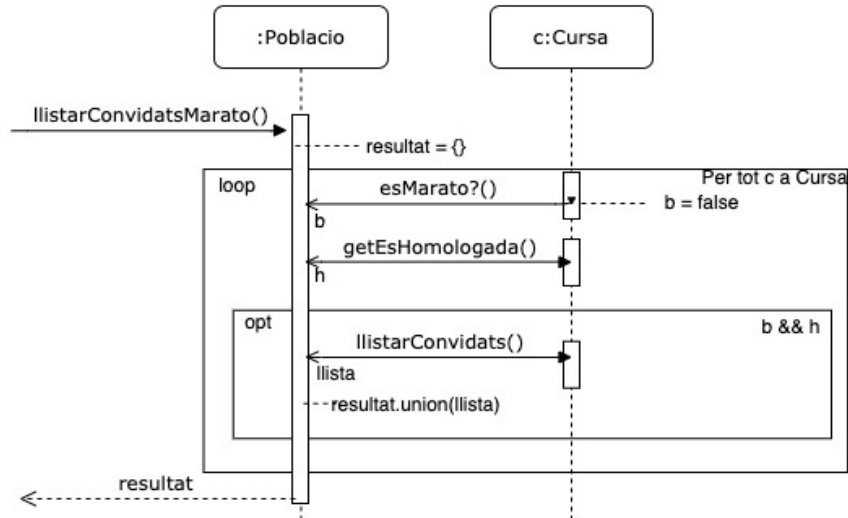 :Poblacio
c:Cursa
llistarConvidatsMarato()
resultat = {}
loop
Per tot c a Cursa
esMarato?()
b = false
b
getEsHomologada()
h
opt
b && h
llistarConvidats()
llista
resultat.union(llista)
resultat